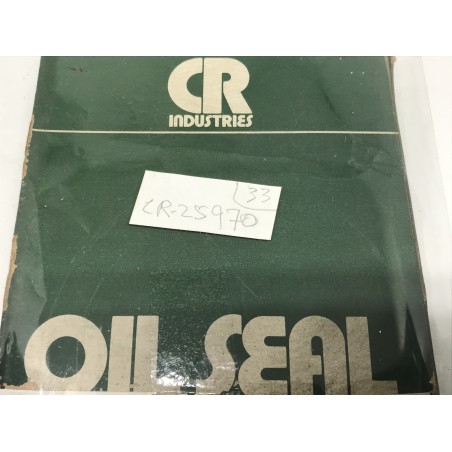 CR
INDUSTRIES
33
CR-25970
OIL SEAL